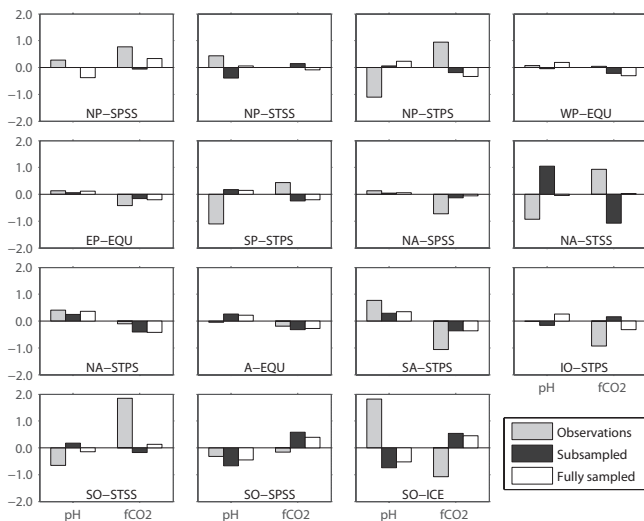 2.0
1.0
0.0
−1.0
−2.0
NP−SPSS NP−STSS NP−STPS WP−EQU
2.0
1.0
0.0
−1.0
−2.0
EP−EQU SP−STPS NA−SPSS NA−STSS
2.0
1.0
0.0
−1.0
−2.0
NA−STPS A−EQU SA−STPS IO−STPS
pH fCO2
2.0
1.0
0.0
−1.0
−2.0
SO−STSS SO−SPSS SO−ICE
pH fCO2 pH fCO2 pH fCO2
Observations
Subsampled
Fully sampled